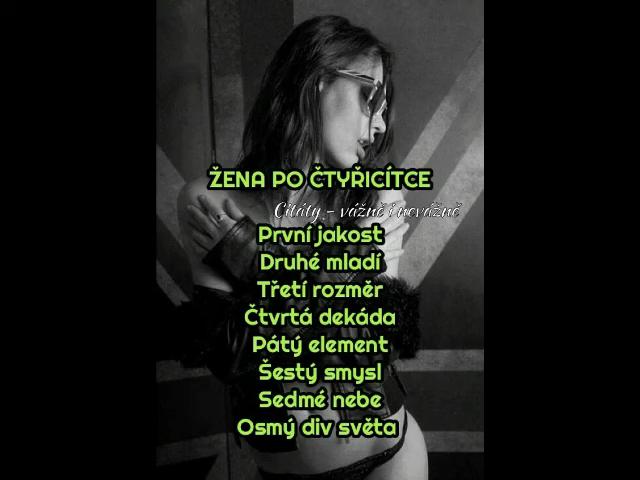 ŽENA PO ČTYŘICÍTCE
Citáty - vážně i nevážně
První jakost
Druhé mladí
Třetí rozměr
Čtvrtá dekáda
Pátý element
Šestý smysl
Sedmé nebe
Osmý div světa